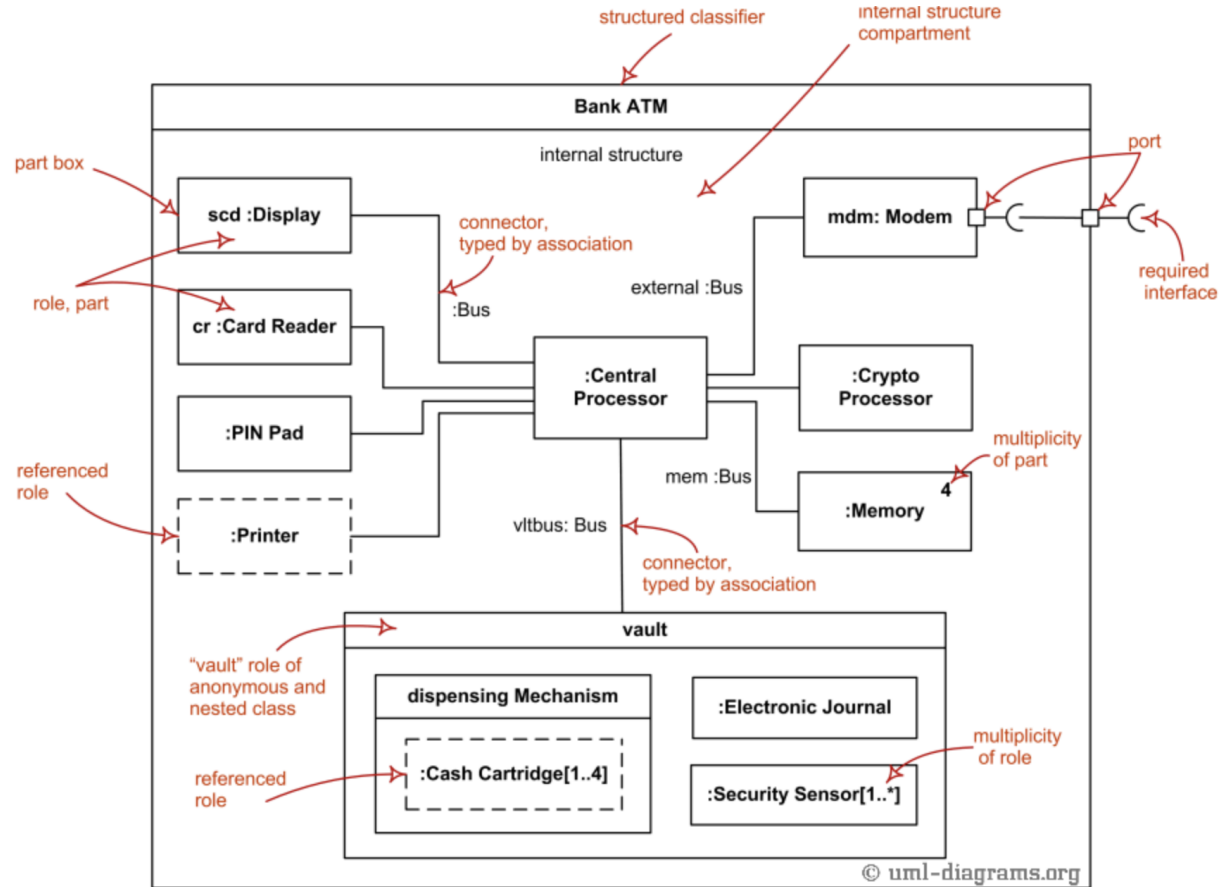 structured classifier
internal structure
compartment
Bank ATM
internal structure
port
part box
scd :Display
connector,
typed by association
mdm: Modem
required
interface
role, part
external :Bus
:Bus
cr :Card Reader
:Central
Processor
:Crypto
Processor
:PIN Pad
multiplicity
of part
referenced
role
mem :Bus
4
:Memory
:Printer
vltbus: Bus
connector,
typed by association
vault
"vault" role of
anonymous and
nested class
dispensing Mechanism
:Electronic Journal
multiplicity
of role
referenced
role
:Cash Cartridge[1..4]
:Security Sensor[1..*]
© uml-diagrams.org